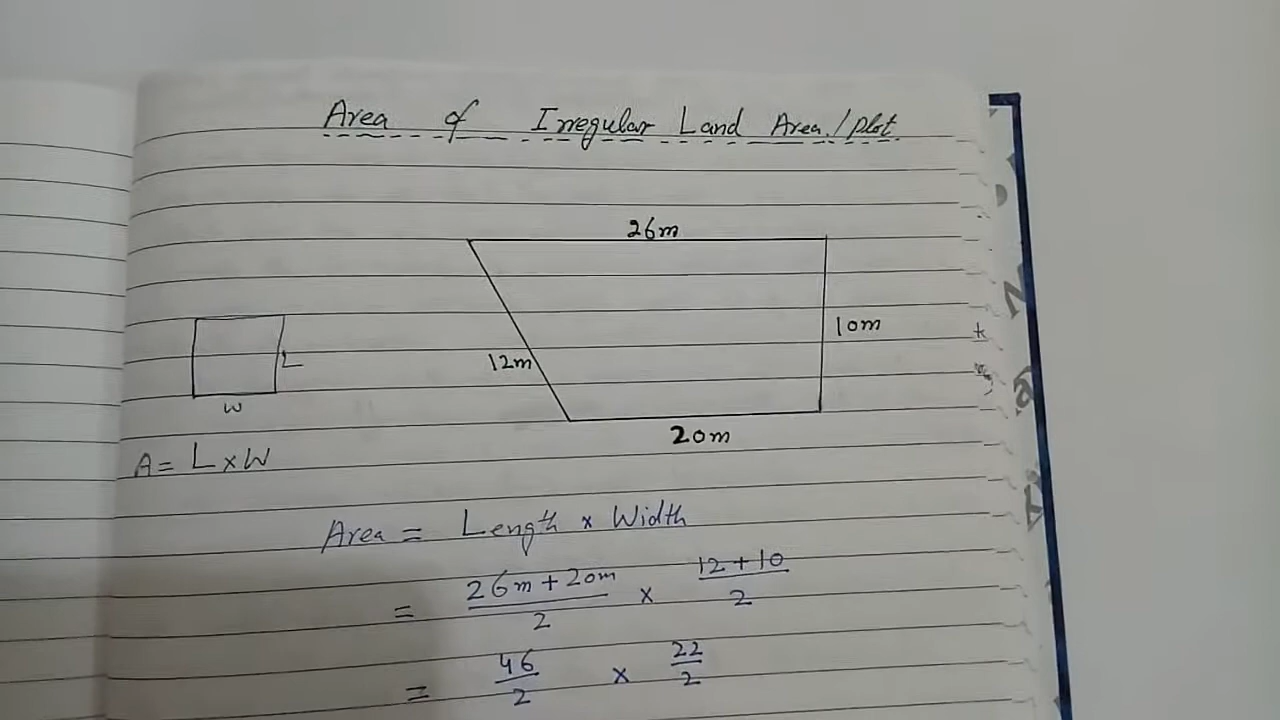 Area of Irregular Land Area/plot.
26m
10m
12m
20m
L
W
A = L x W
Area = Length x Width
= 26m + 20m / 2 x 12 + 10 / 2
= 46 / 2 x 22 / 2